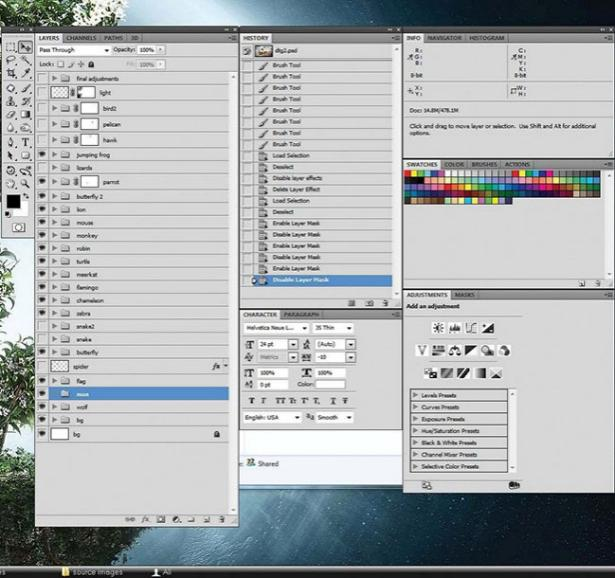 LAYERS CHANNELS PATHS 3D
Pass Through Opacity: 100%
Lock: Fill: 100%
final adjustments
light
bird2
pelican
hawk
jumping frog
lizards
parrot
butterfly 2
lion
mouse
monkey
robin
turtle
meerkat
flamingo
chameleon
zebra
snake2
snake
butterfly
spider fx
flag
wolf
bg
bg
HISTORY
dtg2.psd
Brush Tool
Brush Tool
Brush Tool
Brush Tool
Brush Tool
Brush Tool
Brush Tool
Brush Tool
Load Selection
Deselect
Disable layer effects
Delete Layer Effect
Load Selection
Deselect
Enable Layer Mask
Disable Layer Mask
Enable Layer Mask
Disable Layer Mask
Enable Layer Mask
Disable Layer Mask
CHARACTER PARAGRAPH
Helvetica Neue L... 35 Thin
24 pt (Auto)
Metrics -10
100% 100%
0 pt Color:
English: USA Smooth
Shared
INFO NAVIGATOR HISTOGRAM
R: C:
G: M:
B: Y:
K:
8-bit 8-bit
X: W:
Y: H:
Doc: 14.8M/478.1M
Click and drag to move layer or selection. Use Shift and Alt for additional
options.
SWATCHES COLOR BRUSHES ACTIONS
ADJUSTMENTS MASKS
Add an adjustment
Levels Presets
Curves Presets
Exposure Presets
Hue/Saturation Presets
Black & White Presets
Channel Mixer Presets
Selective Color Presets
source images